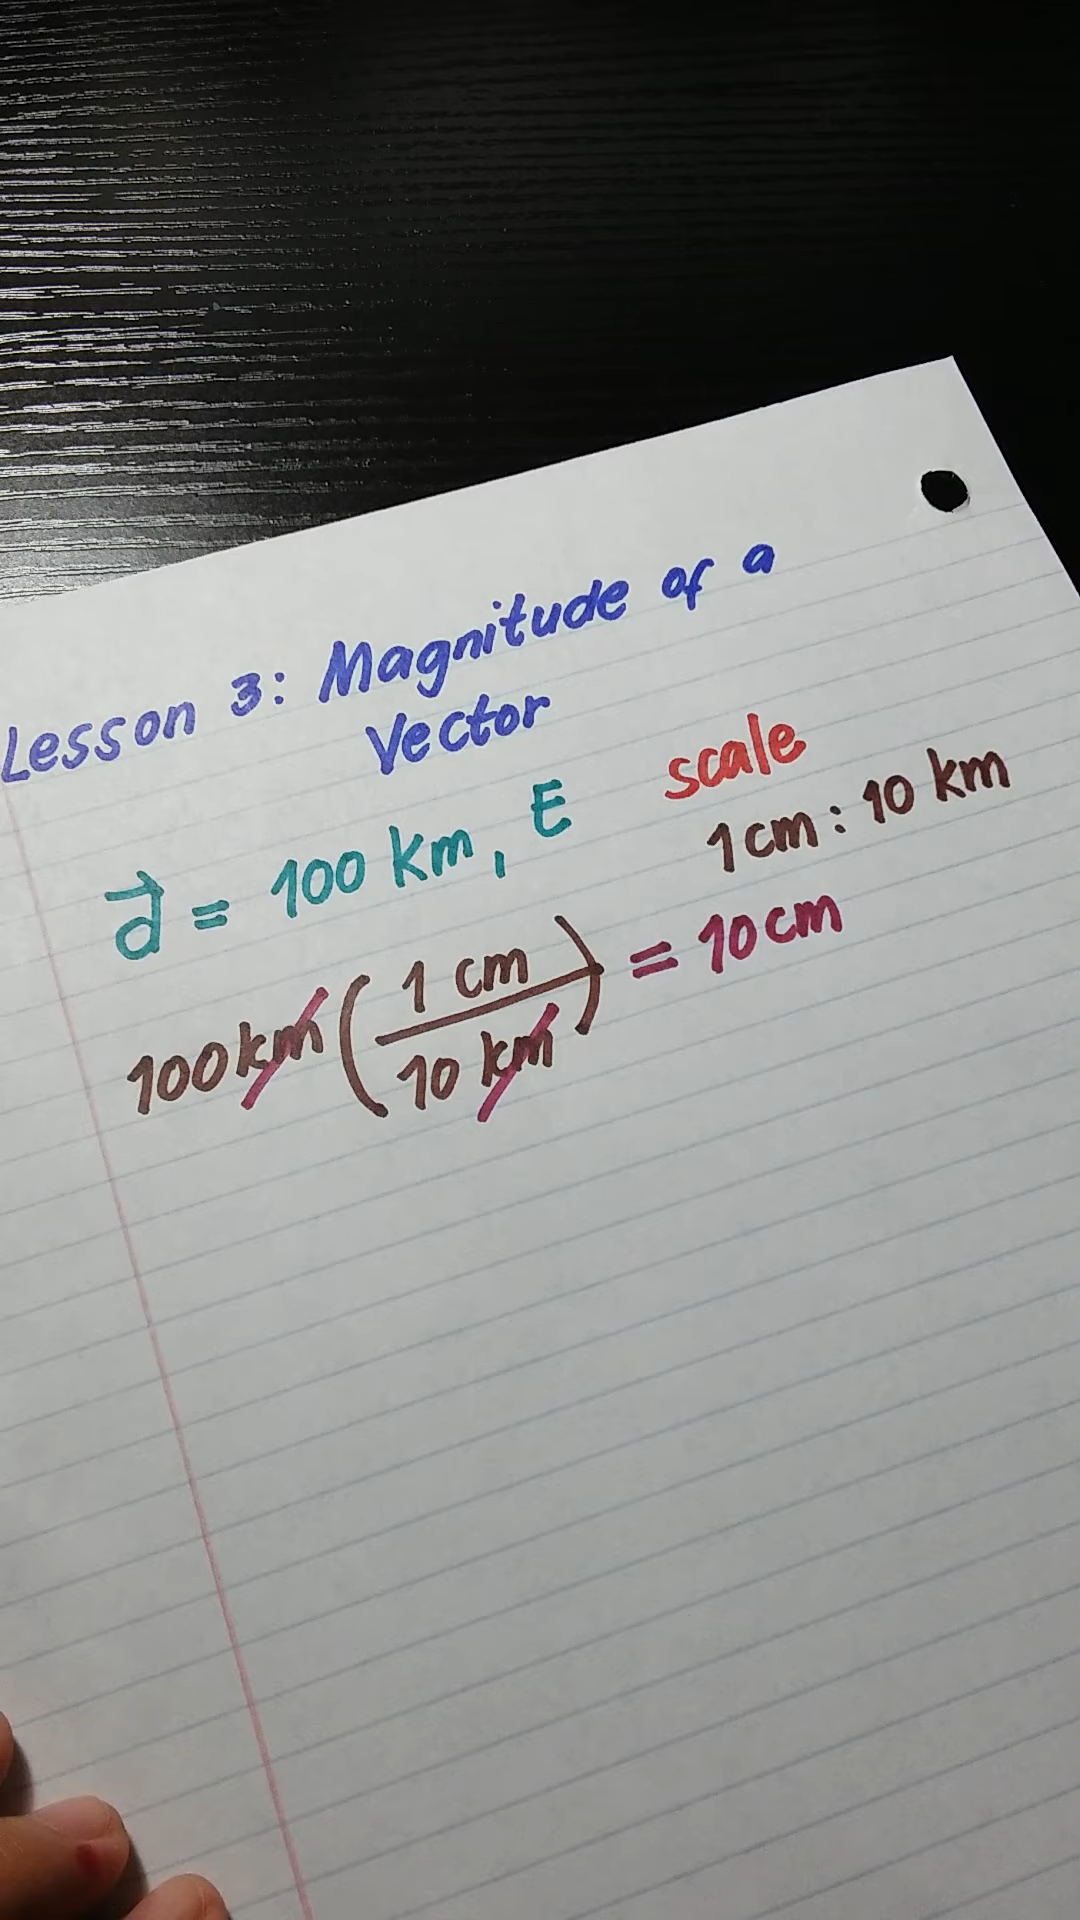 Lesson 3: Magnitude of a
Vector
d⃗ = 100 km, E
scale
1 cm : 10 km
100 km (1 cm / 10 km) = 10 cm